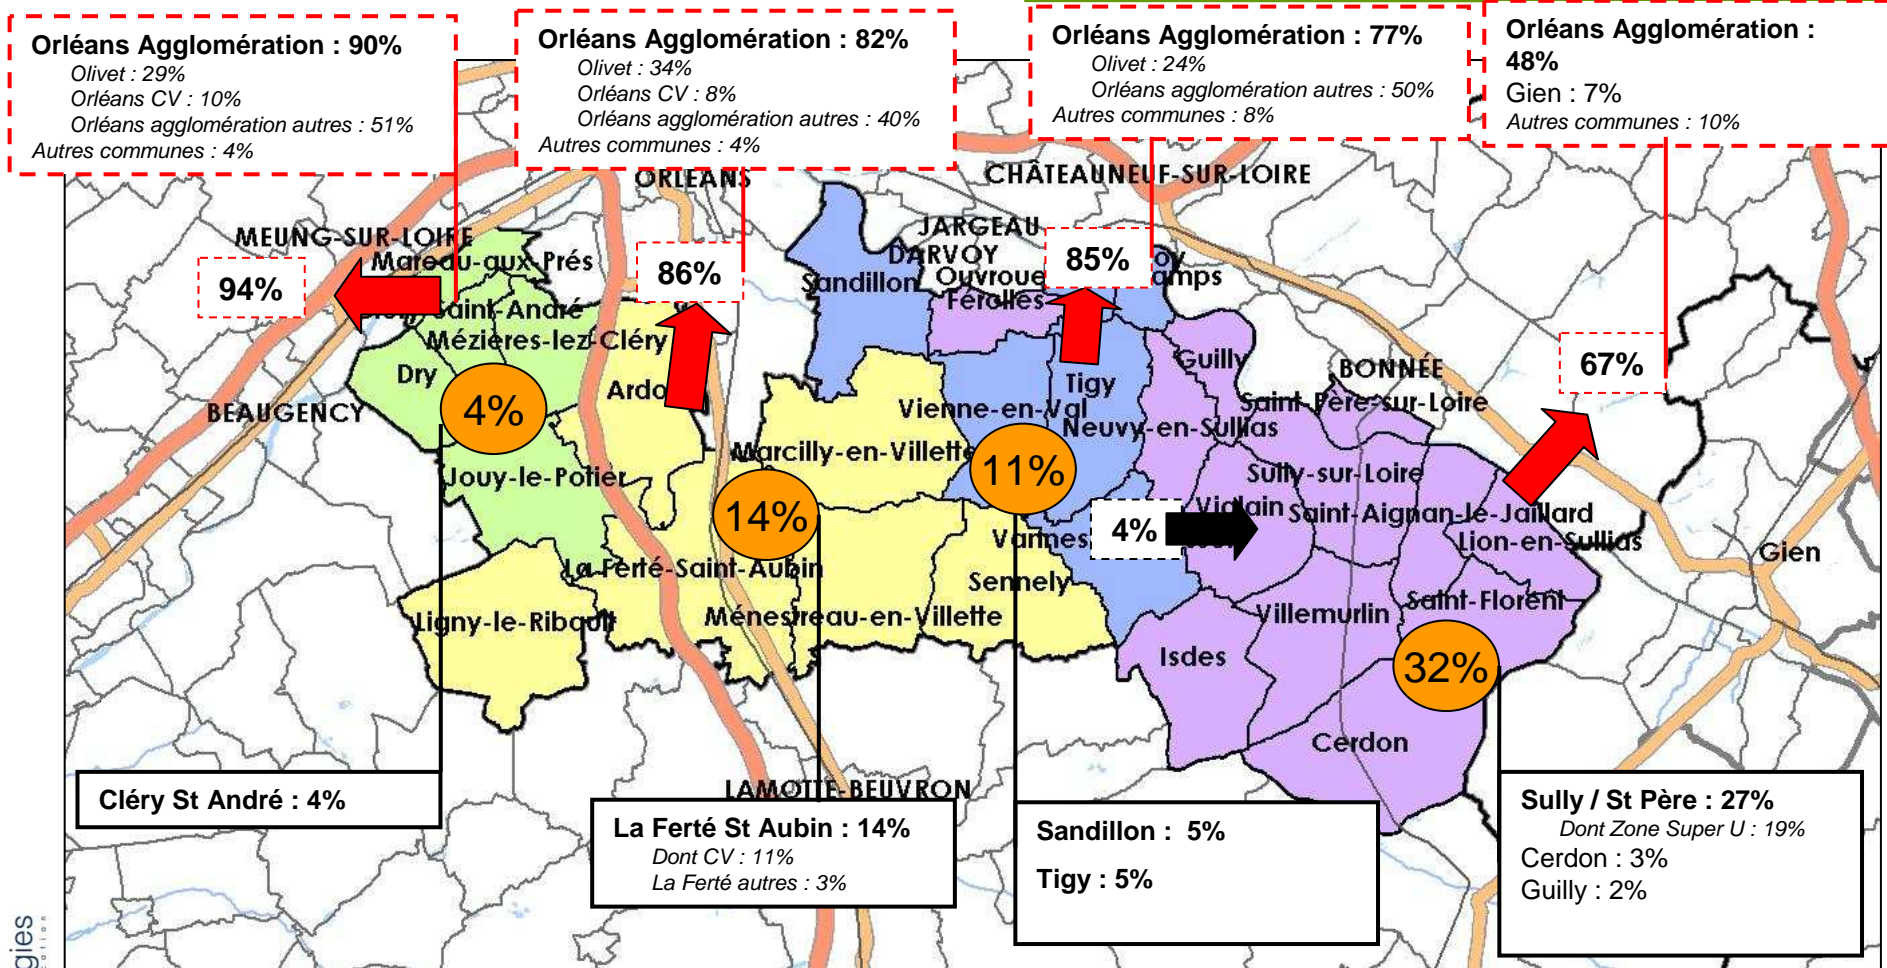 Orléans Agglomération : 90%
Olivet : 29%
Orléans CV : 10%
Orléans agglomération autres : 51%
Autres communes : 4%
Orléans Agglomération : 82%
Olivet : 34%
Orléans CV : 8%
Orléans agglomération autres : 40%
Autres communes : 4%
Orléans Agglomération : 77%
Olivet : 24%
Orléans agglomération autres : 50%
Autres communes : 8%
Orléans Agglomération :
48%
Gien : 7%
Autres communes : 10%
ORLEANS
CHÂTEAUNEUF-SUR-LOIRE
MEUNG-SUR-LOIRE
JARGEAU
DARVOY
Mareau-aux-Prés
94%
86%
85%
Sandillon
Ouvroue
Férolles
amps
Saint-André
Mézières-lez-Cléry
Dry
Ardo
BEAUGENCY
4%
Guilly
BONNÉE
67%
Tigy
Vienne-en-Val
Saint-Père-sur-Loire
Neuvy-en-Sullias
Marcilly-en-Villette
11%
Jouy-le-Potier
Sully-sur-Loire
14%
4%
Saint-Aignan-le-Jaillard
Lion-en-Sullias
Gien
Vannes
La Ferté-Saint-Aubin
Sennely
Ligny-le-Ribault
Ménestreau-en-Villette
Villemurlin
Saint-Florent
Isdes
32%
Cerdon
LAMOTTE-BEUVRON
Cléry St André : 4%
La Ferté St Aubin : 14%
Dont CV : 11%
La Ferté autres : 3%
Sandillon : 5%
Tigy : 5%
Sully / St Père : 27%
Dont Zone Super U : 19%
Cerdon : 3%
Guilly : 2%
gies